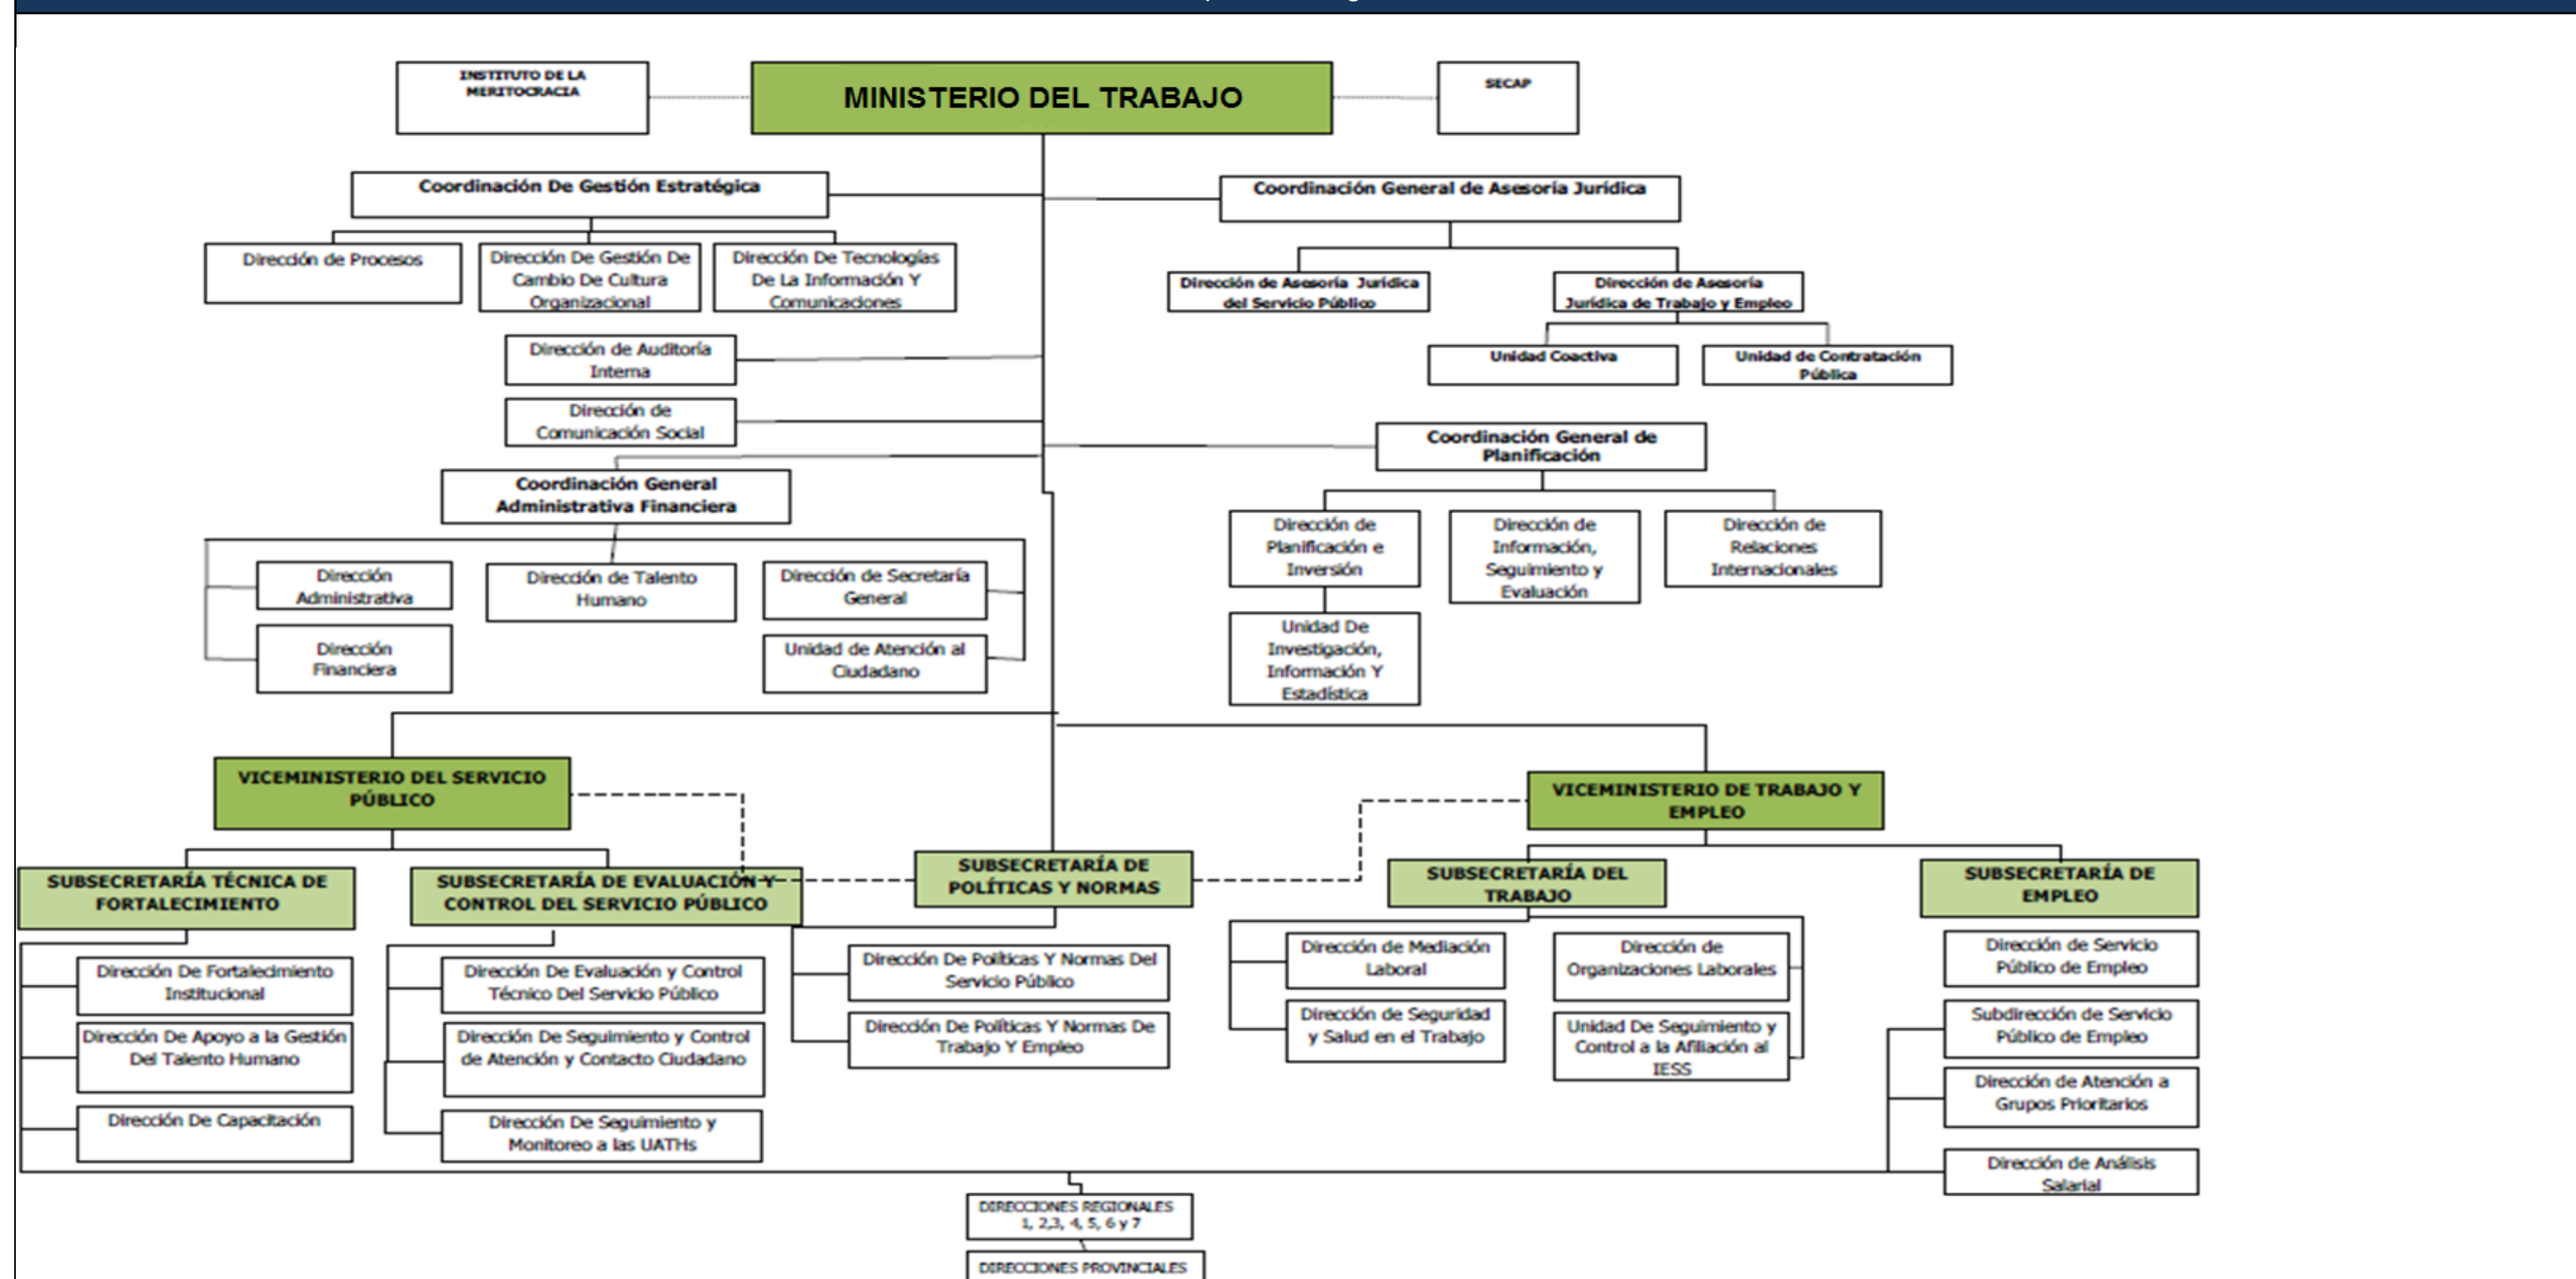 INSTITUTO DE LA
MERITOCRACIA
MINISTERIO DEL TRABAJO
SECAP
Coordinación De Gestión Estratégica
Coordinación General de Asesoría Jurídica
Dirección de Procesos
Dirección De Gestión De
Cambio De Cultura
Organizacional
Dirección De Tecnologías
De La Información Y
Comunicaciones
Dirección de Asesoría Jurídica
del Servicio Público
Dirección de Asesoría
Jurídica de Trabajo y Empleo
Dirección de Auditoría
Interna
Unidad Coactiva
Unidad de Contratación
Pública
Dirección de
Comunicación Social
Coordinación General de
Planificación
Coordinación General
Administrativa Financiera
Dirección de
Planificación e
Inversión
Dirección de
Información,
Seguimiento y
Evaluación
Dirección de
Relaciones
Internacionales
Dirección
Administrativa
Dirección de Talento
Humano
Dirección de Secretaría
General
Dirección
Financiera
Unidad de Atención al
Ciudadano
Unidad De
Investigación,
Información Y
Estadística
VICEMINISTERIO DEL SERVICIO
PÚBLICO
VICEMINISTERIO DE TRABAJO Y
EMPLEO
SUBSECRETARÍA TÉCNICA DE
FORTALECIMIENTO
SUBSECRETARÍA DE EVALUACIÓN Y
CONTROL DEL SERVICIO PÚBLICO
SUBSECRETARÍA DE
POLÍTICAS Y NORMAS
SUBSECRETARÍA DEL
TRABAJO
SUBSECRETARÍA DE
EMPLEO
Dirección De Fortalecimiento
Institucional
Dirección De Apoyo a la Gestión
Del Talento Humano
Dirección De Capacitación
Dirección De Evaluación y Control
Técnico Del Servicio Público
Dirección De Seguimiento y Control
de Atención y Contacto Ciudadano
Dirección De Seguimiento y
Monitoreo a las UATHs
Dirección De Políticas Y Normas Del
Servicio Público
Dirección De Políticas Y Normas De
Trabajo Y Empleo
Dirección de Mediación
Laboral
Dirección de Seguridad
y Salud en el Trabajo
Dirección de
Organizaciones Laborales
Unidad De Seguimiento y
Control a la Afiliación al
IESS
Dirección de Servicio
Público de Empleo
Subdirección de Servicio
Público de Empleo
Dirección de Atención a
Grupos Prioritarios
Dirección de Análisis
Salarial
DIRECCIONES REGIONALES
1, 2,3, 4, 5, 6 y 7
DIRECCIONES PROVINCIALES